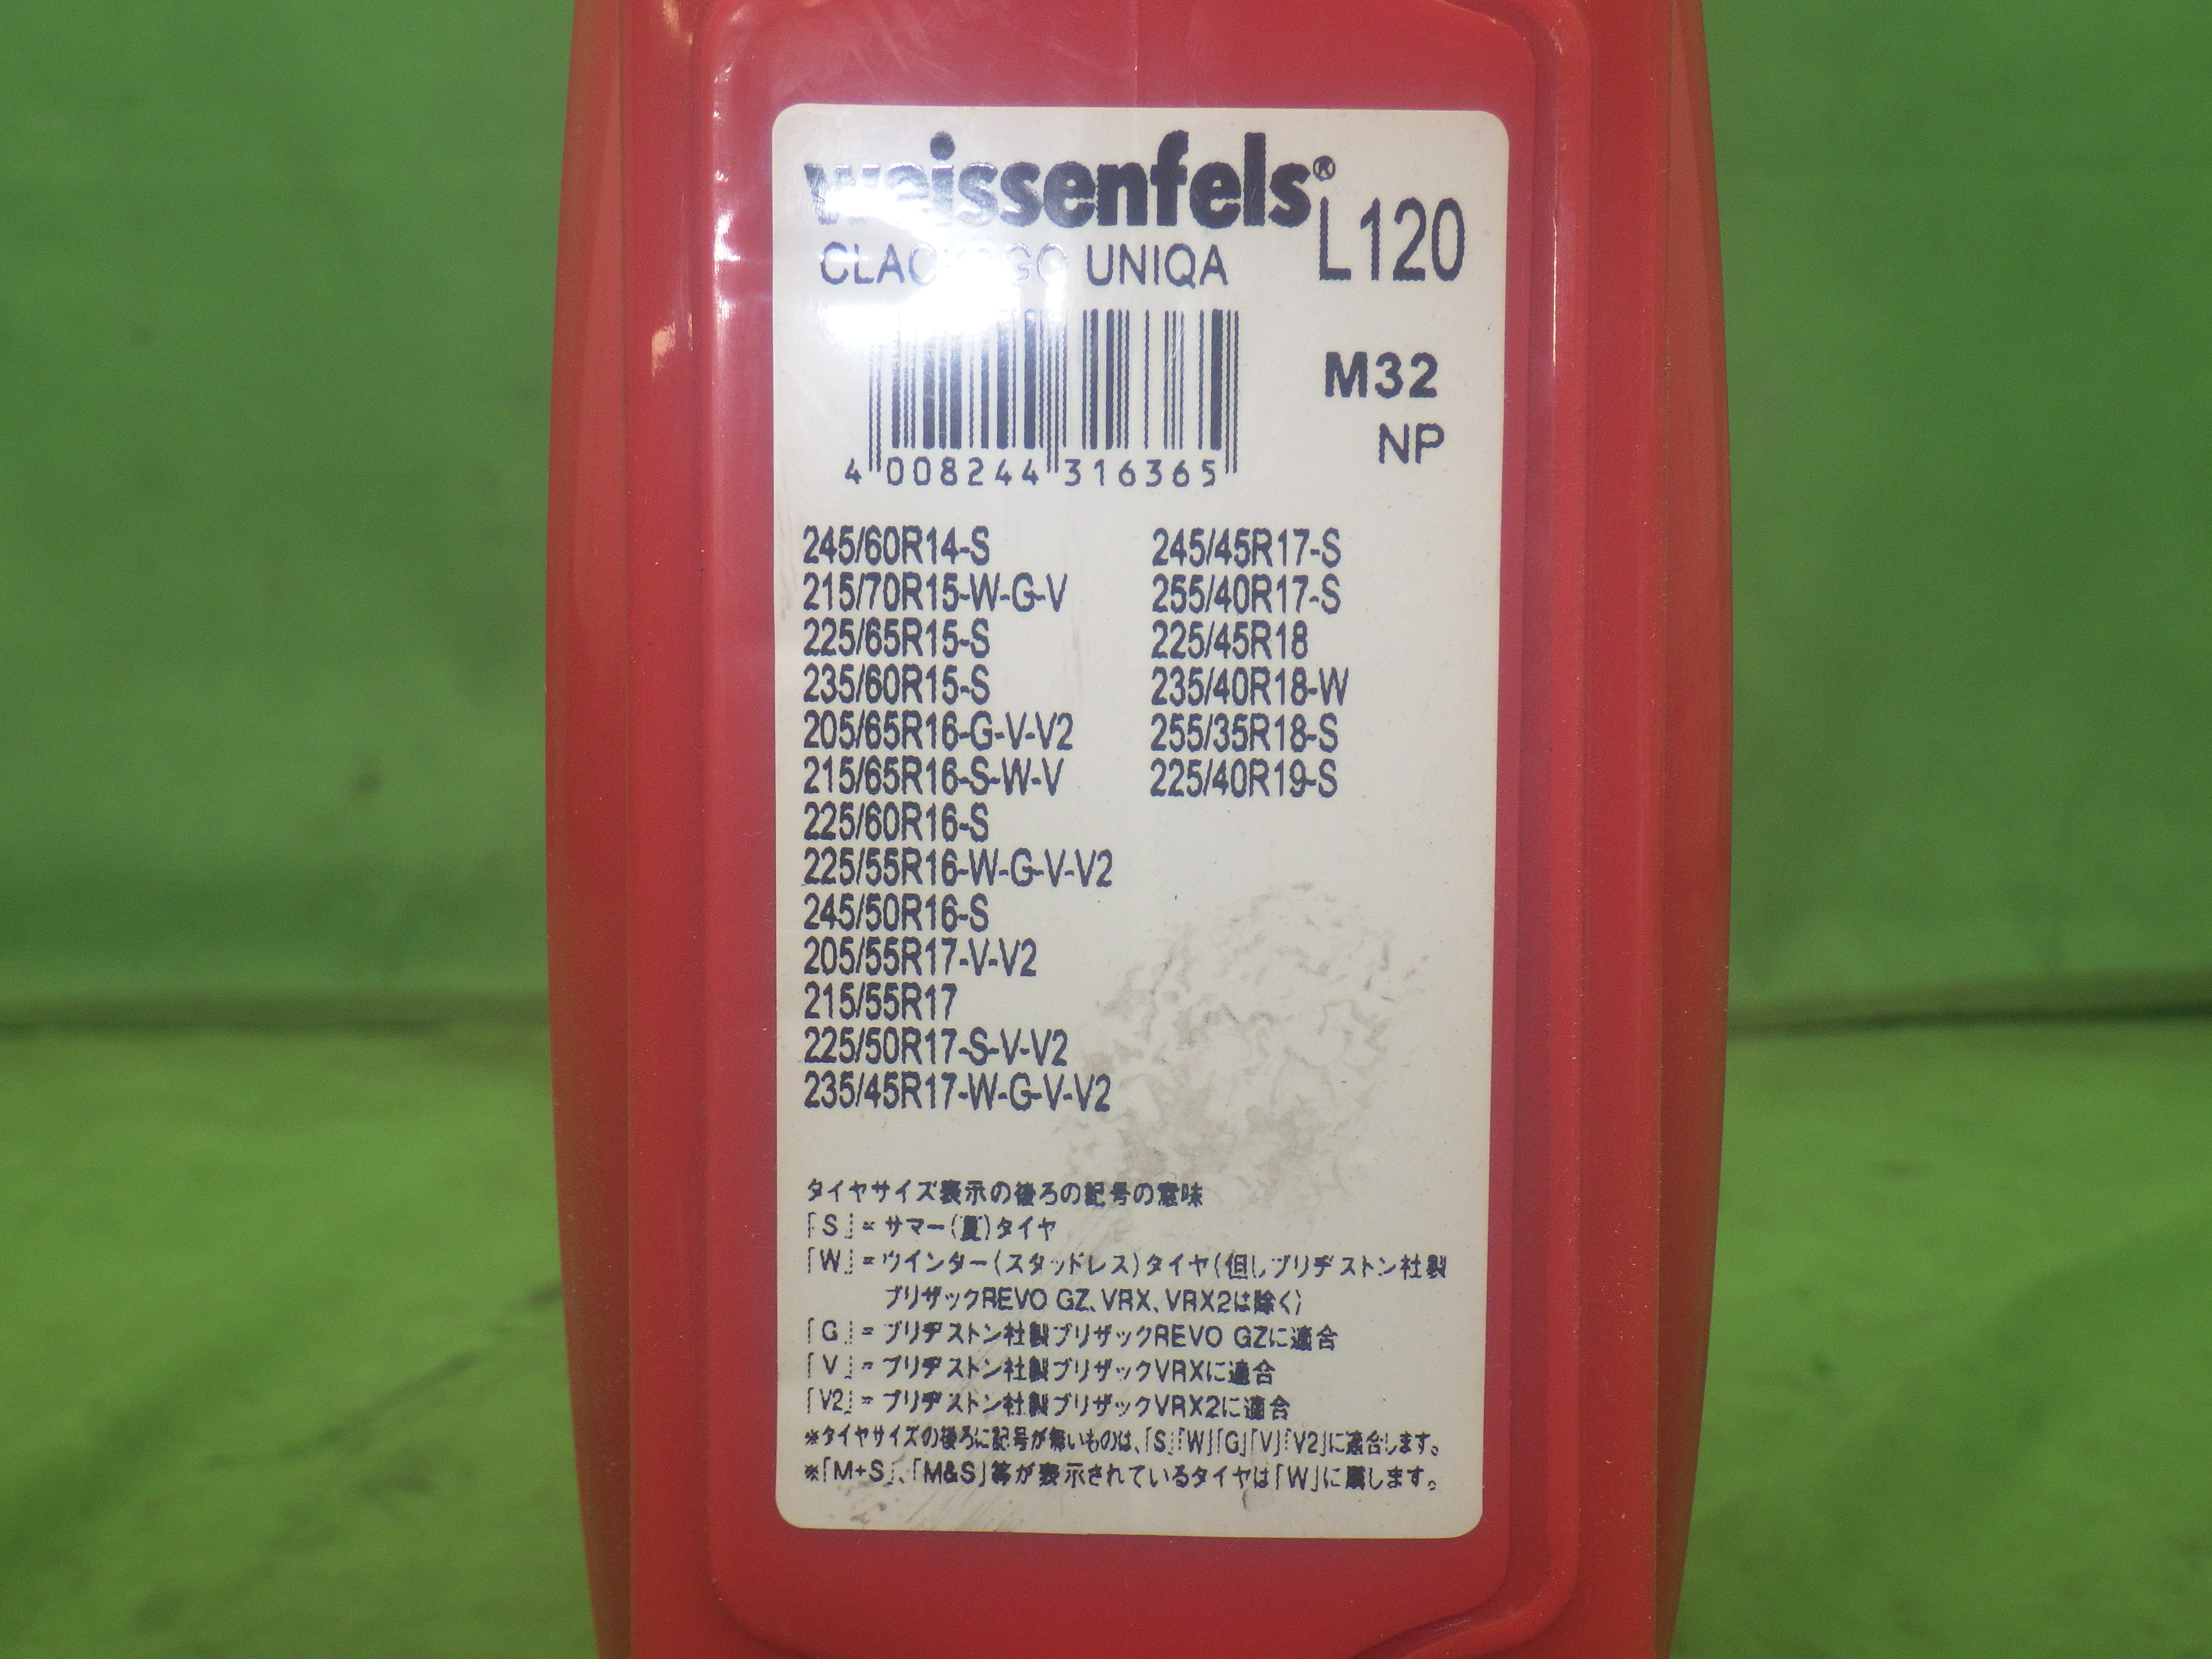 weissenfels®
L120
UNIQA
M32
NP
4 008244 316365
245/60R14-S
215/70R15-W-G-V
225/65R15-S
235/60R15-S
205/65R16-G-V-V2
215/65R16-S-W-V
225/60R16-S
225/55R16-W-G-V-V2
245/50R16-S
205/55R17-V-V2
215/55R17
225/50R17-S-V-V2
235/45R17-W-G-V-V2
245/45R17-S
255/40R17-S
225/45R18
235/40R18-W
255/35R18-S
225/40R19-S
タイヤサイズ表示の後ろの記号の意味
「S」=サマー(夏)タイヤ
「W」=ウインター(スタッドレス)タイヤ(但しブリヂストン社製
ブリザックREVO GZ、VRX、VRX2は除く)
「G」=ブリヂストン社製ブリザックREVO GZに適合
「V」=ブリヂストン社製ブリザックVRXに適合
「V2」=ブリヂストン社製ブリザックVRX2に適合
※タイヤサイズの後ろに記号が無いものは、「S」「W」「G」「V」「V2」に適合します。
※「M+S」、「M&S」等が表示されているタイヤは「W」に属します。